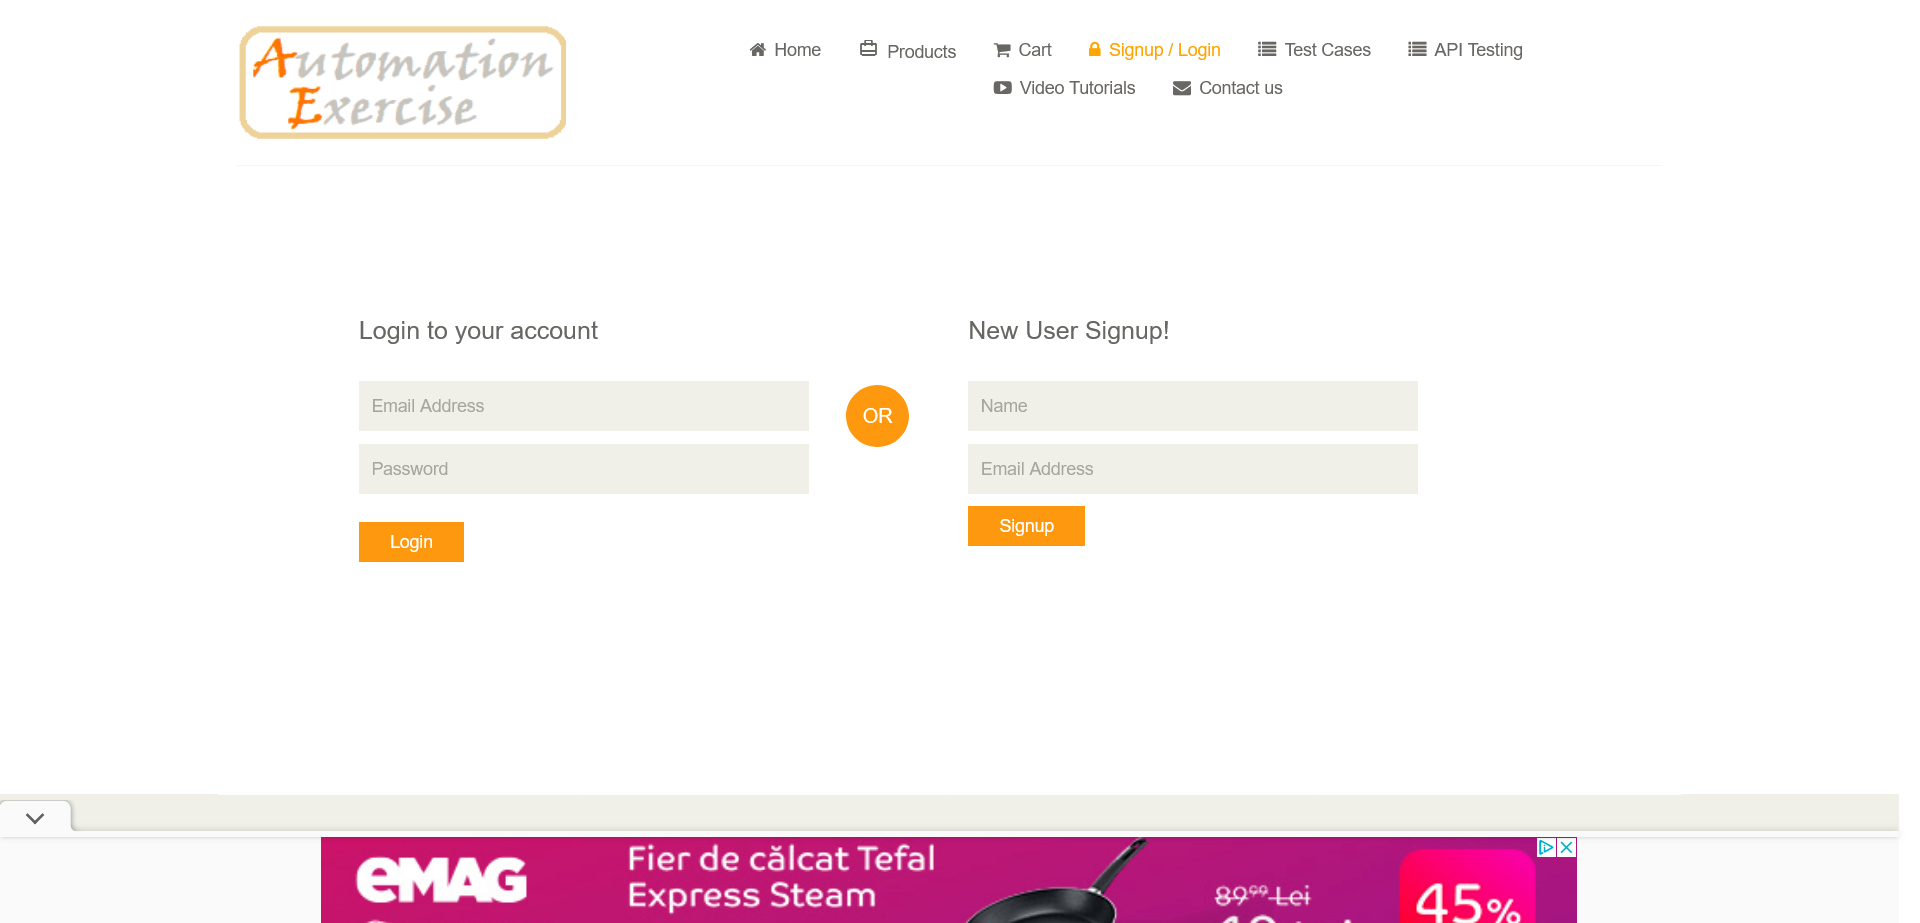 Automation
Exercise
Home
Products
Cart
Signup / Login
Test Cases
API Testing
Video Tutorials
Contact us
Login to your account
Email Address
Password
Login
OR
New User Signup!
Name
Email Address
Signup
eMAG
Fier de călcat Tefal
Express Steam
89⁹⁹ Lei
45%